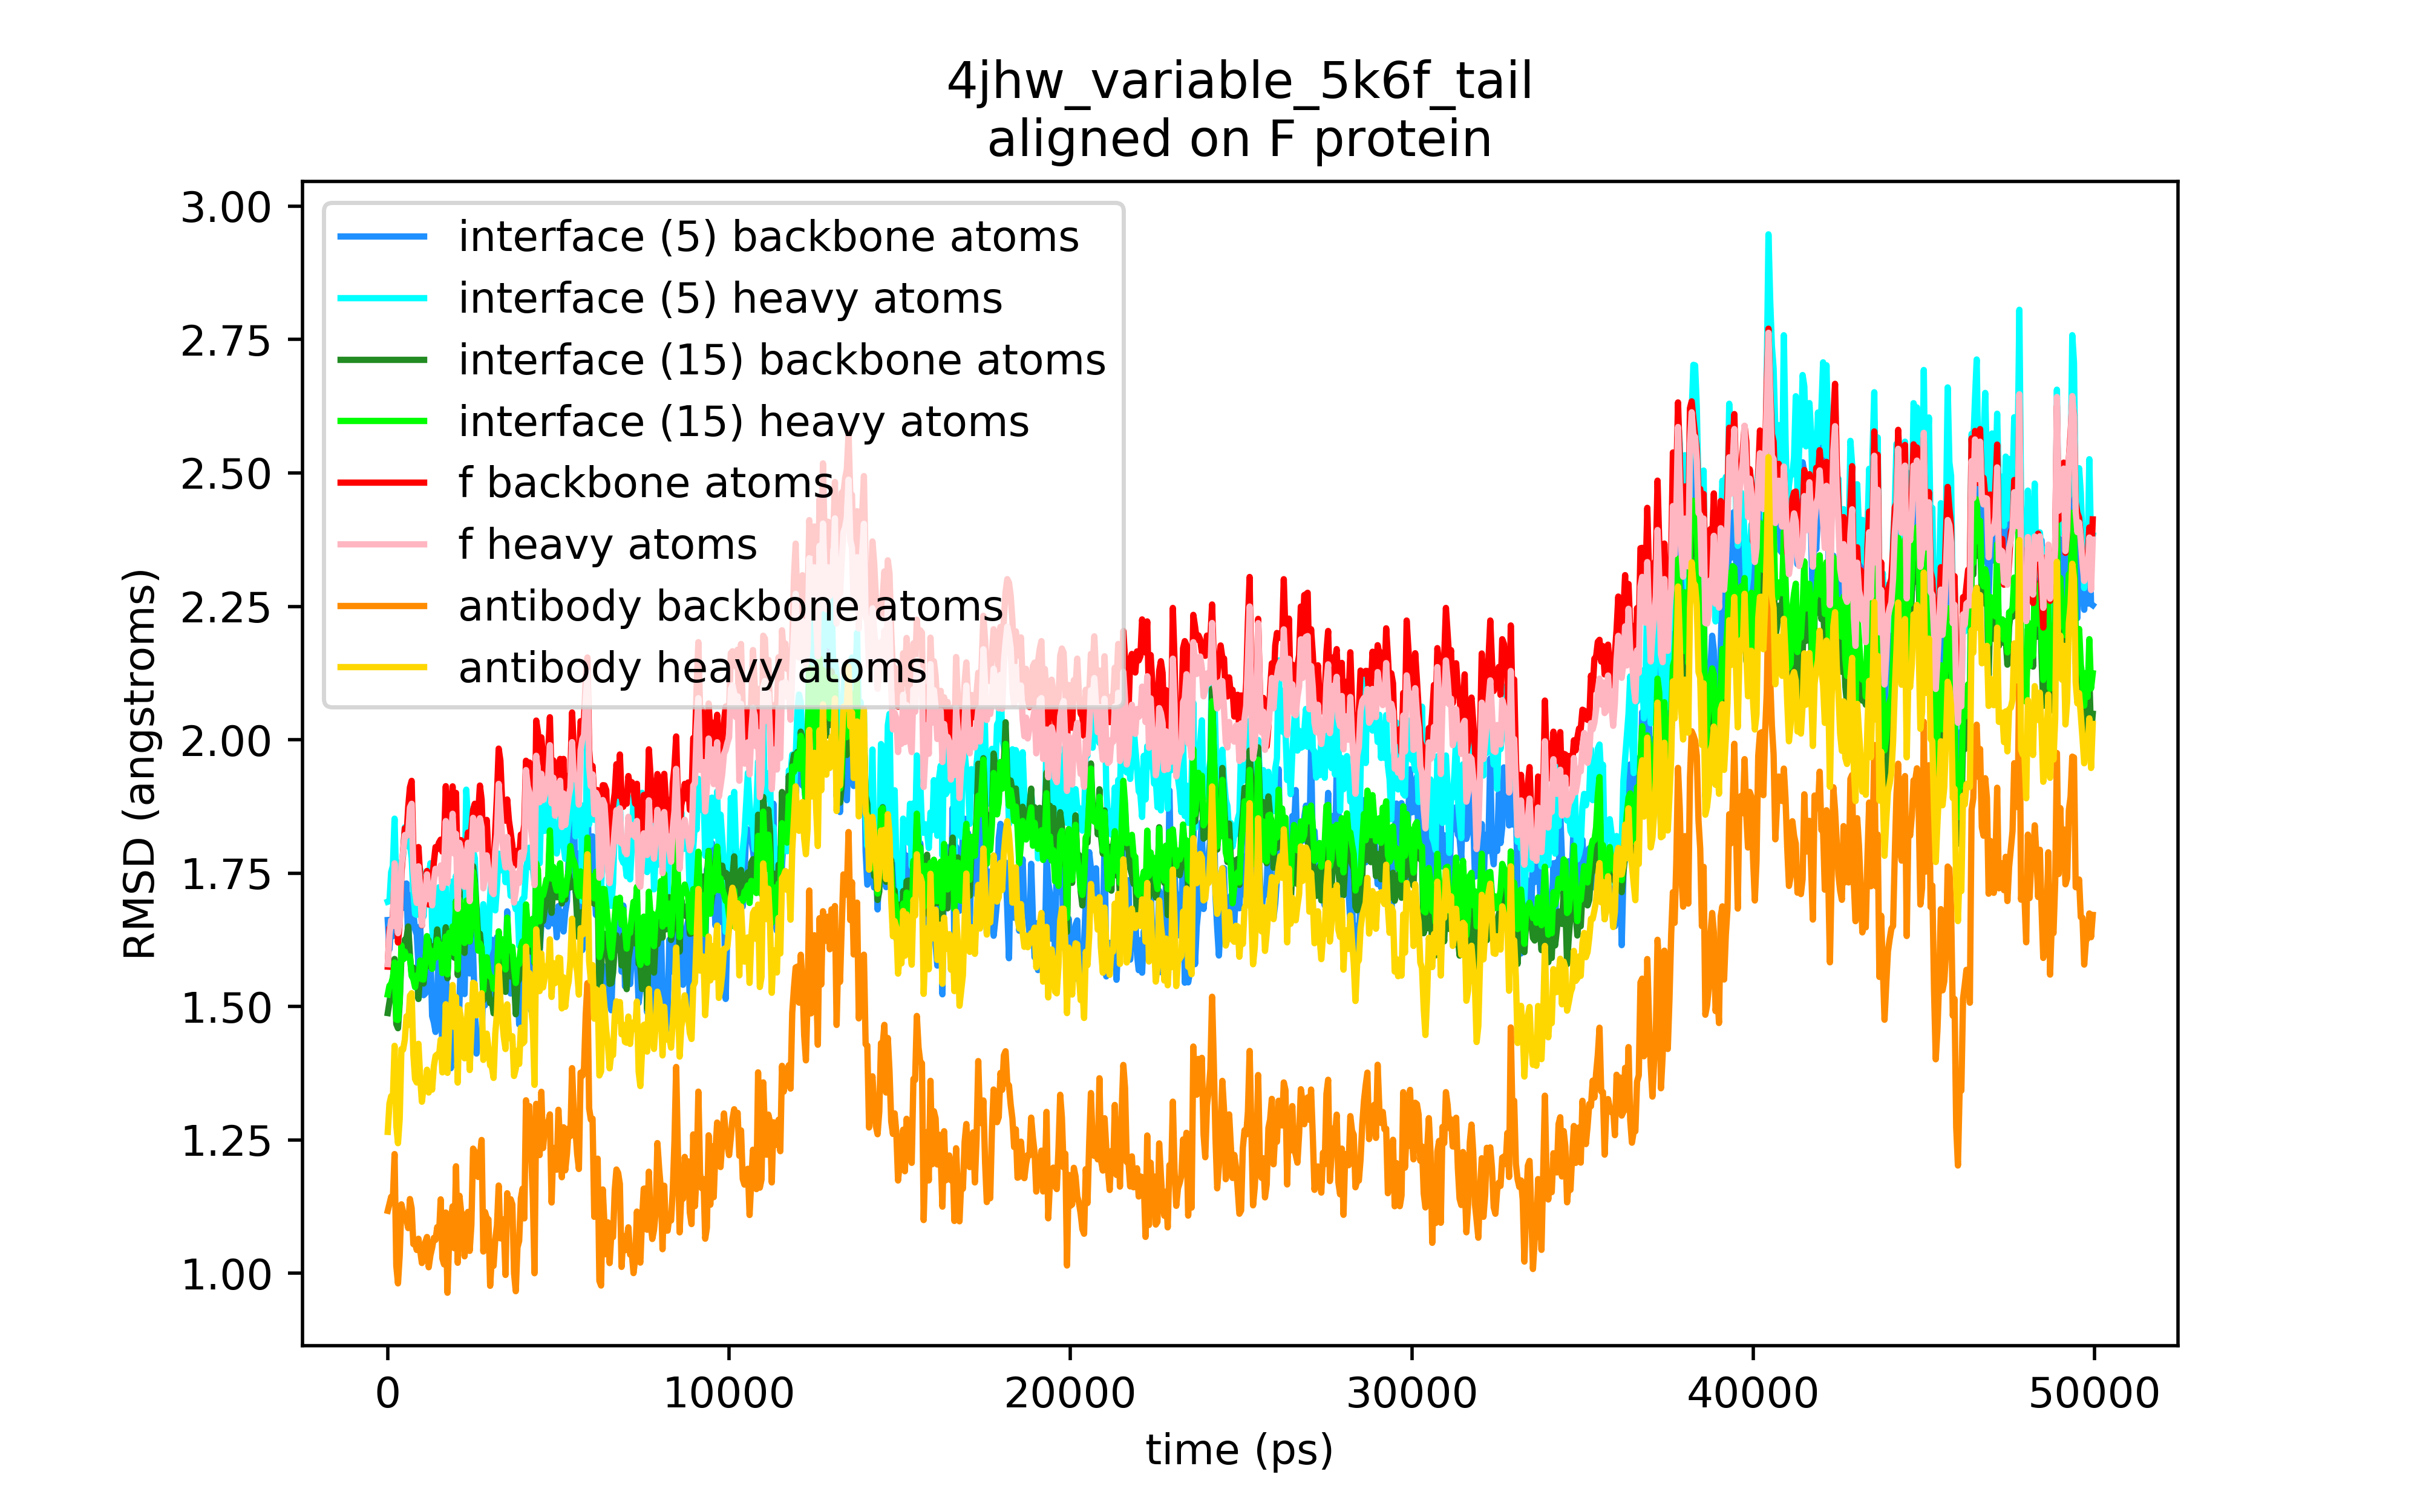 4jhw_variable_5k6f_tail
aligned on F protein
3.00
2.75
2.50
2.25
2.00
1.75
1.50
1.25
1.00
RMSD (angstroms)
interface (5) backbone atoms
interface (5) heavy atoms
interface (15) backbone atoms
interface (15) heavy atoms
f backbone atoms
f heavy atoms
antibody backbone atoms
antibody heavy atoms
0 10000 20000 30000 40000 50000
time (ps)